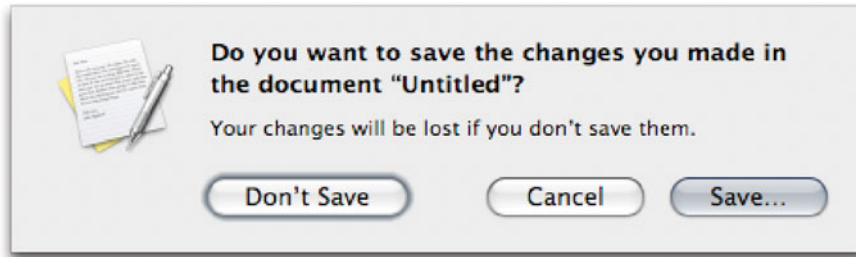 Do you want to save the changes you made in
the document “Untitled”?
Your changes will be lost if you don’t save them.
Don’t Save
Cancel
Save...